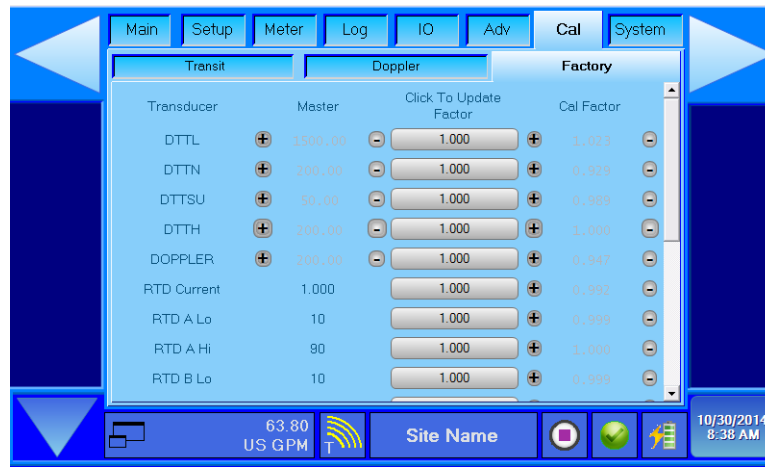 Main Setup Meter Log IO Adv Cal System
Transit Doppler Factory
Transducer Master Click To Update Factor Cal Factor
DTTL + 1500.00 - 1.000 + 1.023 -
DTTN + 200.00 - 1.000 + 0.929 -
DTTSU + 50.00 - 1.000 + 0.989 -
DTTH + 200.00 - 1.000 + 1.000 -
DOPPLER + 200.00 - 1.000 + 0.947 -
RTD Current 1.000 1.000 + 0.992 -
RTD A Lo 10 1.000 + 0.999 -
RTD A Hi 90 1.000 + 1.000 -
RTD B Lo 10 1.000 + 0.999 -
63.80
US GPM T Site Name
10/30/2014
8:38 AM